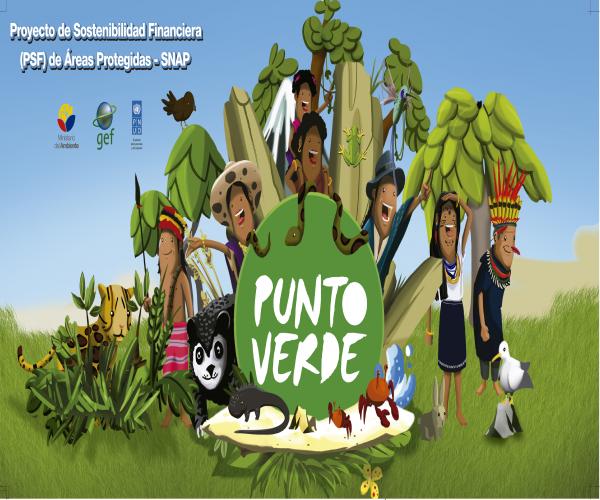 Proyecto de Sostenibilidad Financiera
(PSF) de Áreas Protegidas - SNAP
Ministerio
del Ambiente
gef
P N
U D
PUNTO
VERDE